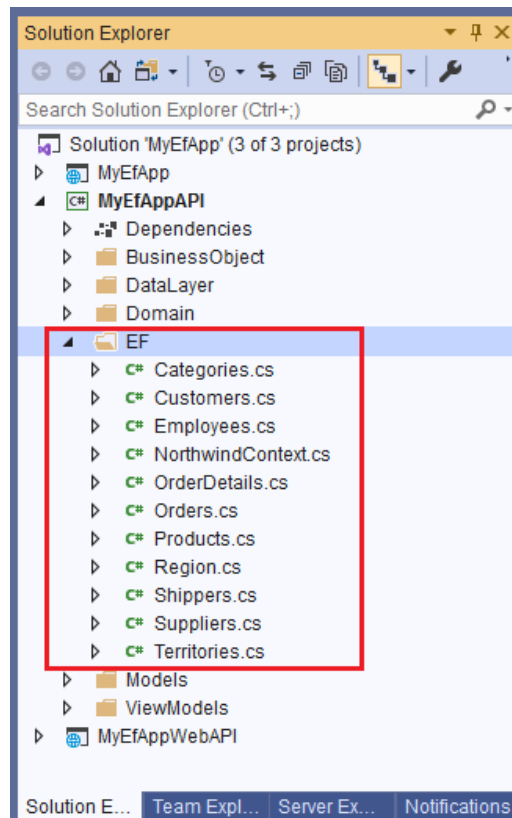 Solution Explorer
Search Solution Explorer (Ctrl+;)
Solution 'MyEfApp' (3 of 3 projects)
MyEfApp
C# MyEfAppAPI
Dependencies
BusinessObject
DataLayer
Domain
EF
C# Categories.cs
C# Customers.cs
C# Employees.cs
C# NorthwindContext.cs
C# OrderDetails.cs
C# Orders.cs
C# Products.cs
C# Region.cs
C# Shippers.cs
C# Suppliers.cs
C# Territories.cs
Models
ViewModels
MyEfAppWebAPI
Solution E... Team Expl... Server Ex... Notifications